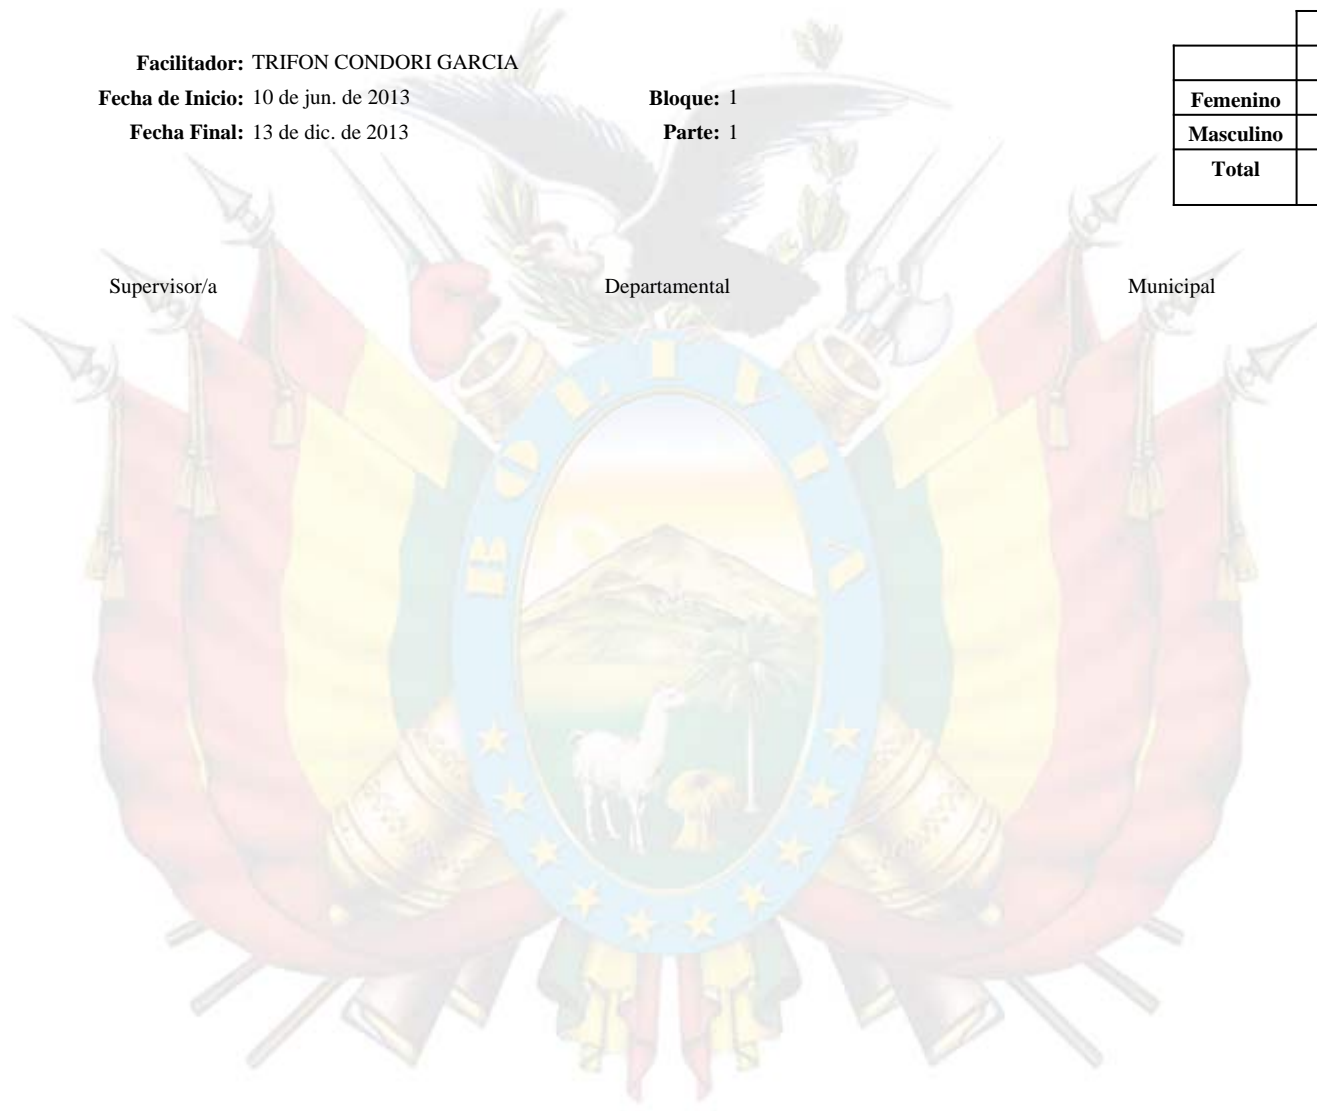 Facilitador: TRIFON CONDORI GARCIA
Fecha de Inicio: 10 de jun. de 2013 Bloque: 1
Fecha Final: 13 de dic. de 2013 Parte: 1
Femenino
Masculino
Total
Supervisor/a Departamental Municipal
BOLIVIA